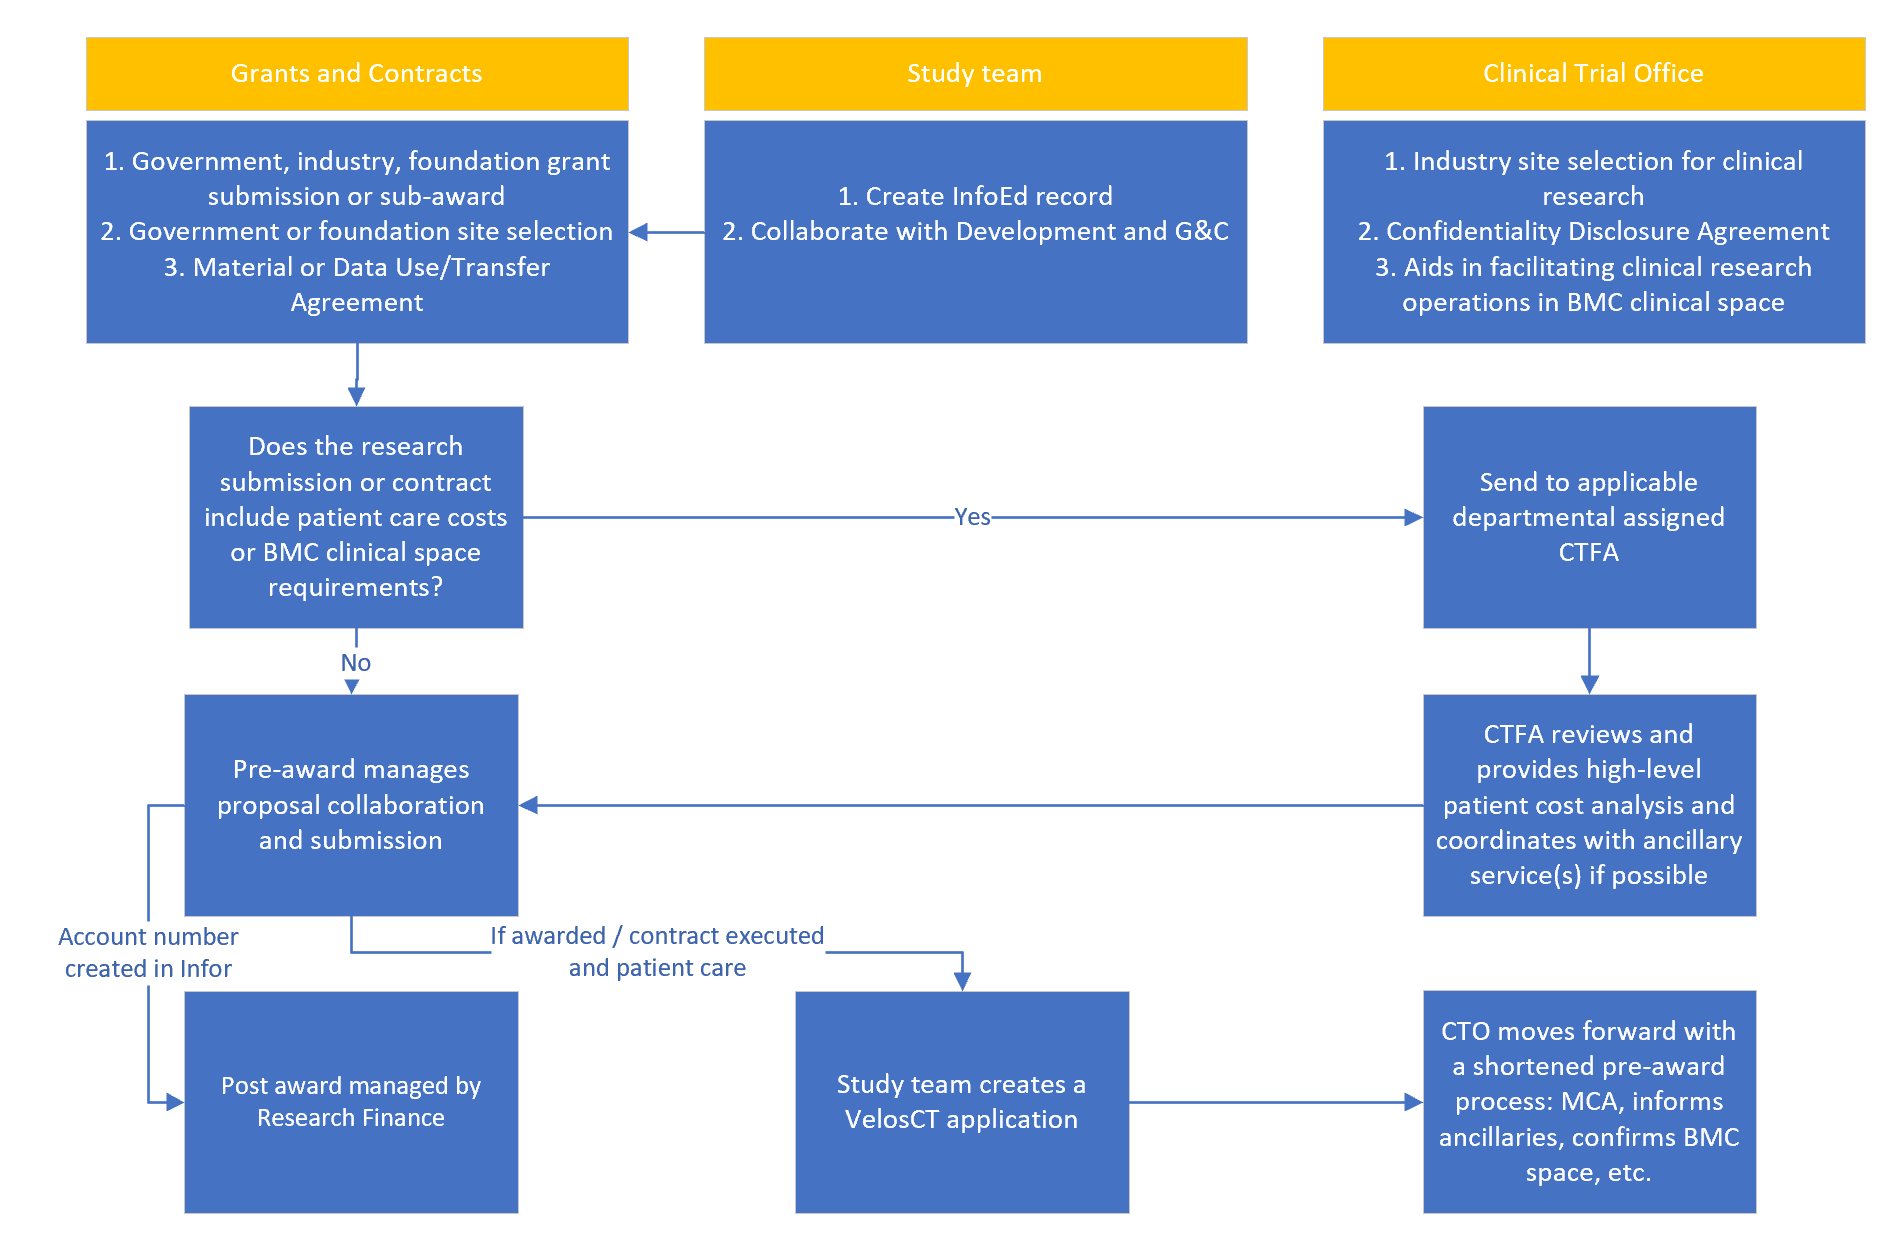 Grants and Contracts
Study team
Clinical Trial Office
1. Government, industry, foundation grant
submission or sub-award
2. Government or foundation site selection
3. Material or Data Use/Transfer
Agreement
1. Create InfoEd record
2. Collaborate with Development and G&C
1. Industry site selection for clinical
research
2. Confidentiality Disclosure Agreement
3. Aids in facilitating clinical research
operations in BMC clinical space
Does the research
submission or contract
include patient care costs
or BMC clinical space
requirements?
Yes
Send to applicable
departmental assigned
CTFA
No
Pre-award manages
proposal collaboration
and submission
CTFA reviews and
provides high-level
patient cost analysis and
coordinates with ancillary
service(s) if possible
Account number
created in Infor
If awarded / contract executed
and patient care
Post award managed by
Research Finance
Study team creates a
VelosCT application
CTO moves forward with
a shortened pre-award
process: MCA, informs
ancillaries, confirms BMC
space, etc.